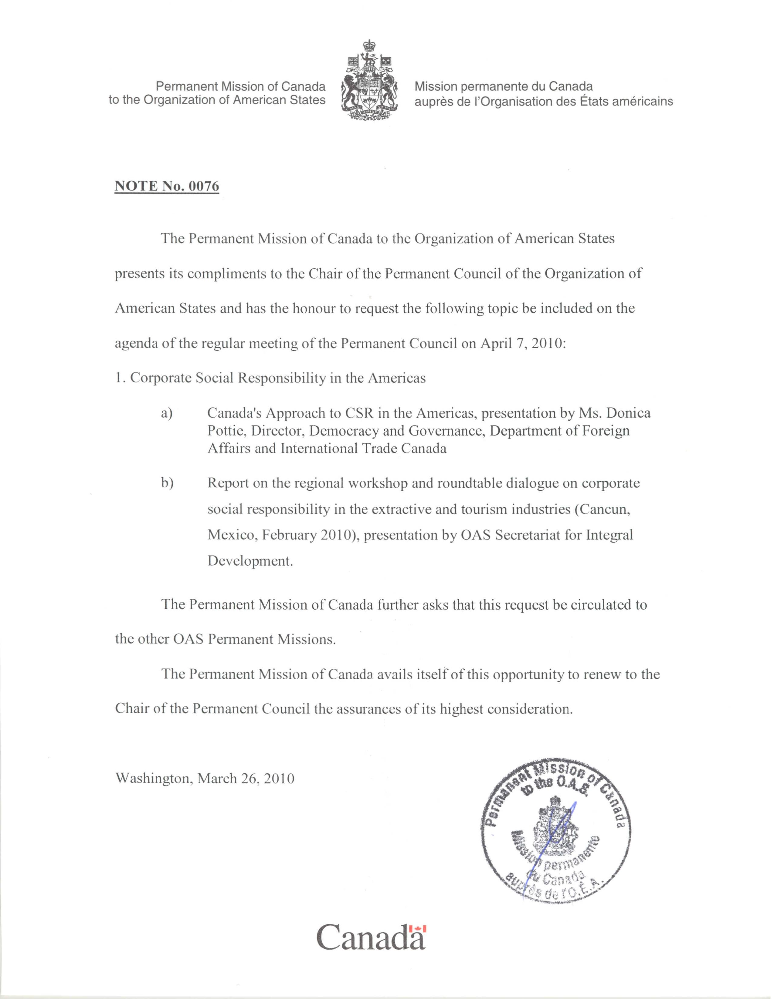 Permanent Mission of Canada
to the Organization of American States
Mission permanente du Canada
auprès de l'Organisation des États américains
NOTE No. 0076
The Permanent Mission of Canada to the Organization of American States
presents its compliments to the Chair of the Permanent Council of the Organization of
American States and has the honour to request the following topic be included on the
agenda of the regular meeting of the Permanent Council on April 7, 2010:
1. Corporate Social Responsibility in the Americas
a) Canada's Approach to CSR in the Americas, presentation by Ms. Donica
Pottie, Director, Democracy and Governance, Department of Foreign
Affairs and International Trade Canada
b) Report on the regional workshop and roundtable dialogue on corporate
social responsibility in the extractive and tourism industries (Cancun,
Mexico, February 2010), presentation by OAS Secretariat for Integral
Development.
The Permanent Mission of Canada further asks that this request be circulated to
the other OAS Permanent Missions.
The Permanent Mission of Canada avails itself of this opportunity to renew to the
Chair of the Permanent Council the assurances of its highest consideration.
Washington, March 26, 2010
Permanent Mission of Canada
to the O.A.S.
Mission permanente
du Canada
auprès de l'O.É.A.
Canada